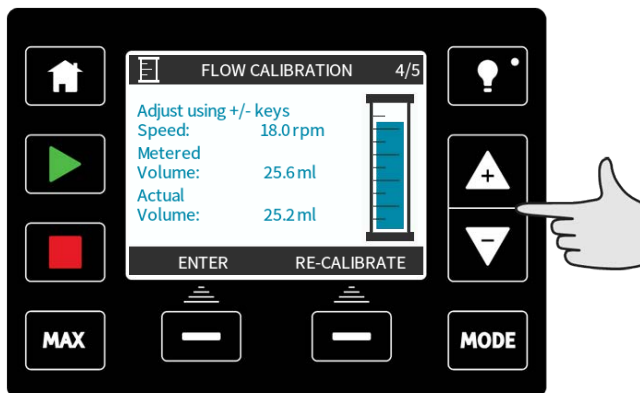 FLOW CALIBRATION 4/5
Adjust using +/- keys
Speed: 18.0 rpm
Metered
Volume: 25.6 ml
Actual
Volume: 25.2 ml
ENTER RE-CALIBRATE
+
-
MAX
MODE